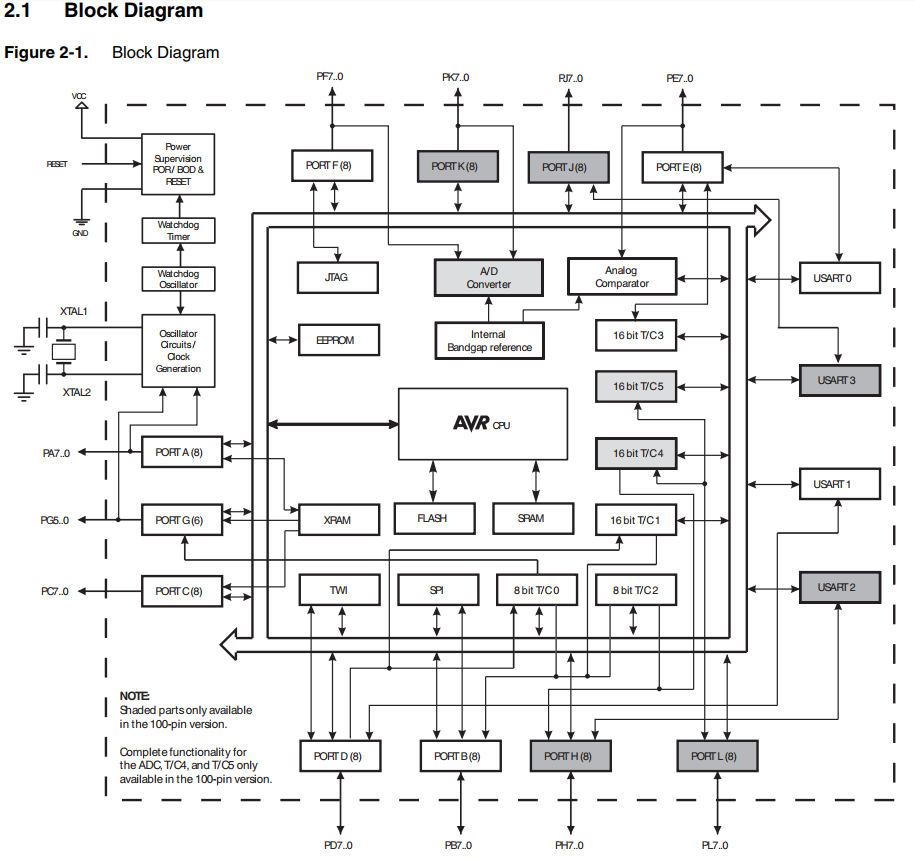 2.1 Block Diagram
Figure 2-1. Block Diagram
PF7..0 PK7..0 PJ7..0 PE7..0
VCC
RESET
GND
Power
Supervision
POR/ BOD &
RESET
Watchdog
Timer
Watchdog
Oscillator
XTAL1
XTAL2
Oscillator
Circuits/
Clock
Generation
PORT F (8) PORT K (8) PORT J (8) PORT E (8)
JTAG
A/D
Converter
Analog
Comparator
USART 0
EEPROM
Internal
Bandgap reference
16 bit T/C3
16 bit T/C5
USART 3
AVR CPU
PA7..0
PORT A (8)
16 bit T/C4
USART 1
PG5..0
PORT G (6)
XRAM
FLASH
SRAM
16 bit T/C1
PC7..0
PORT C (8)
TWI
SPI
8 bit T/C0
8 bit T/C2
USART 2
NOTE:
Shaded parts only available
in the 100-pin version.
Complete functionality for
the ADC, T/C4, and T/C5 only
available in the 100-pin version.
PORT D (8) PORT B (8) PORT H (8) PORT L (8)
PD7..0 PB7..0 PH7..0 PL7..0